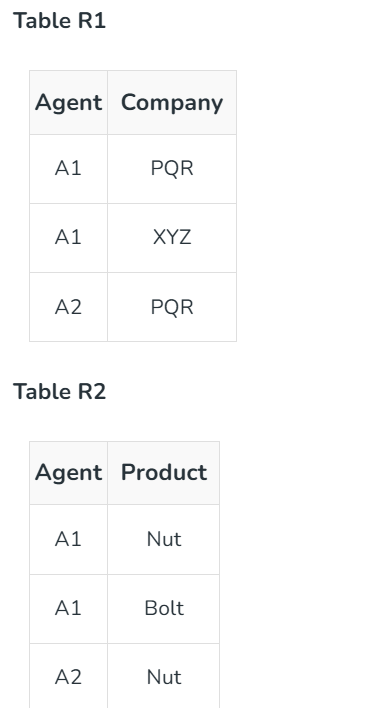 Table R1
Agent Company
A1 PQR
A1 XYZ
A2 PQR
Table R2
Agent Product
A1 Nut
A1 Bolt
A2 Nut